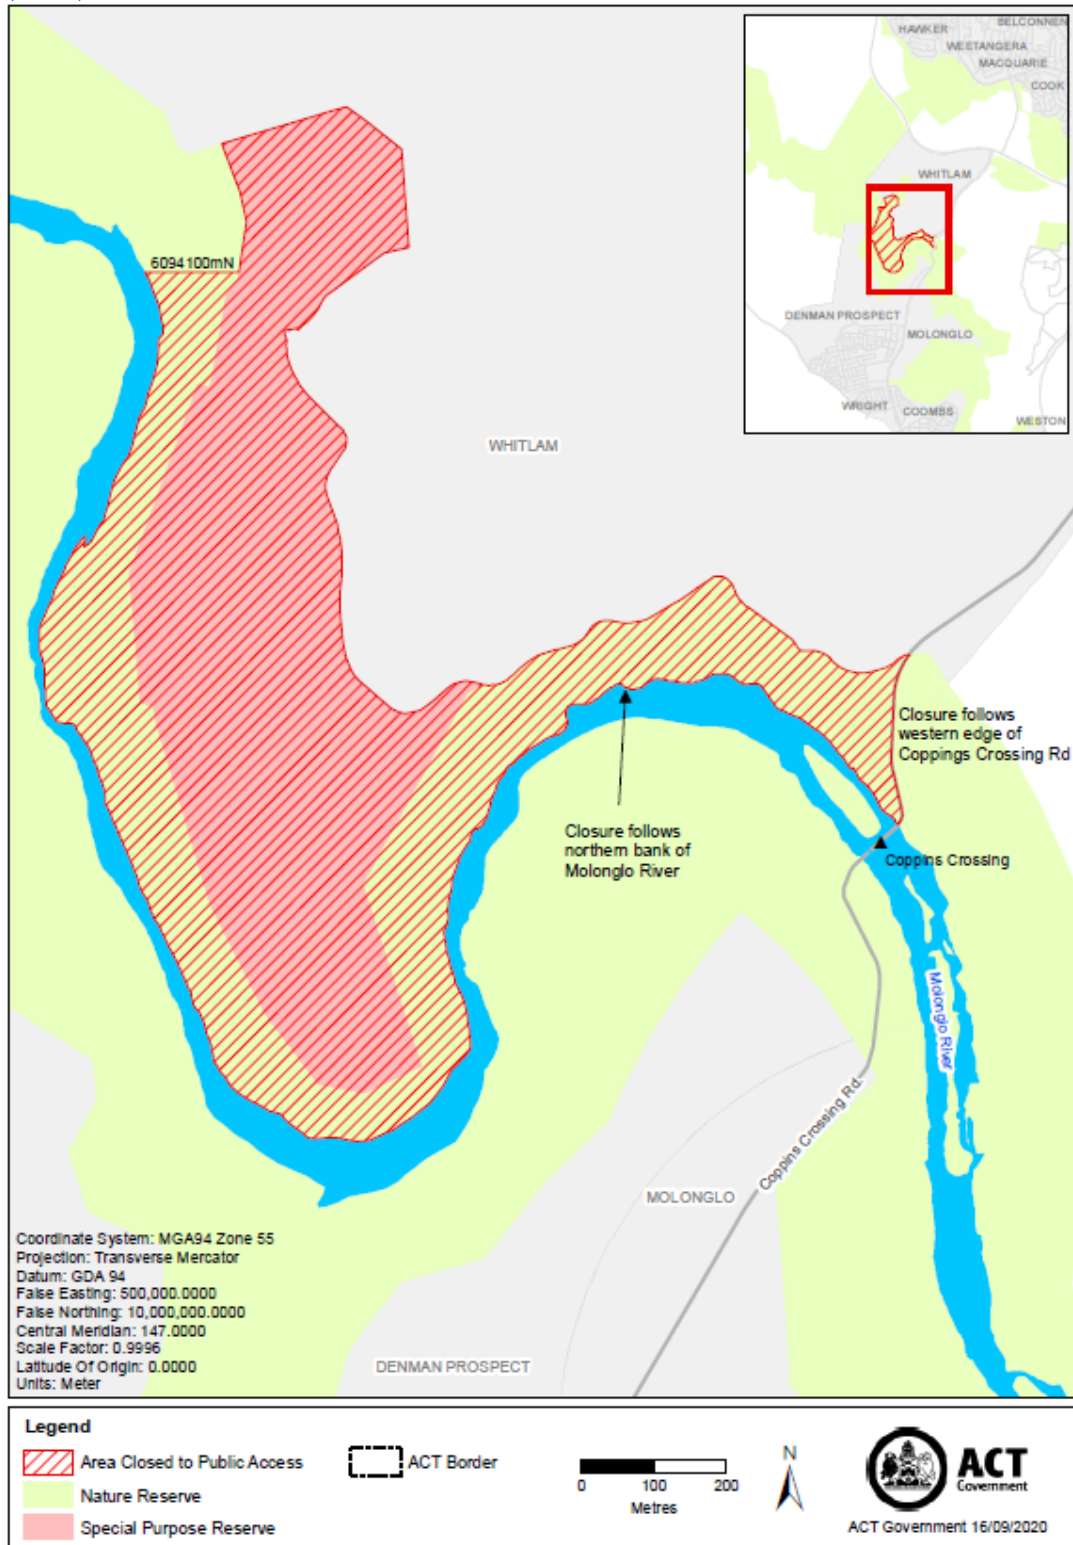 HAWKER
BELCONNEN
WEETANGERA
MACQUARIE
COOK
WHITLAM
DENMAN PROSPECT
MOLONGLO
WRIGHT
COOMBS
WESTON
6094100mN
WHITLAM
Closure follows
western edge of
Coppings Crossing Rd
Closure follows
northern bank of
Molonglo River
Coppins Crossing
Molonglo River
Coppins Crossing Rd
MOLONGLO
DENMAN PROSPECT
Coordinate System: MGA94 Zone 55
Projection: Transverse Mercator
Datum: GDA 94
False Easting: 500,000.0000
False Northing: 10,000,000.0000
Central Meridian: 147.0000
Scale Factor: 0.9996
Latitude Of Origin: 0.0000
Units: Meter
Legend
Area Closed to Public Access
ACT Border
Nature Reserve
Special Purpose Reserve
0 100 200
Metres
N
ACT
Government
ACT Government 16/09/2020